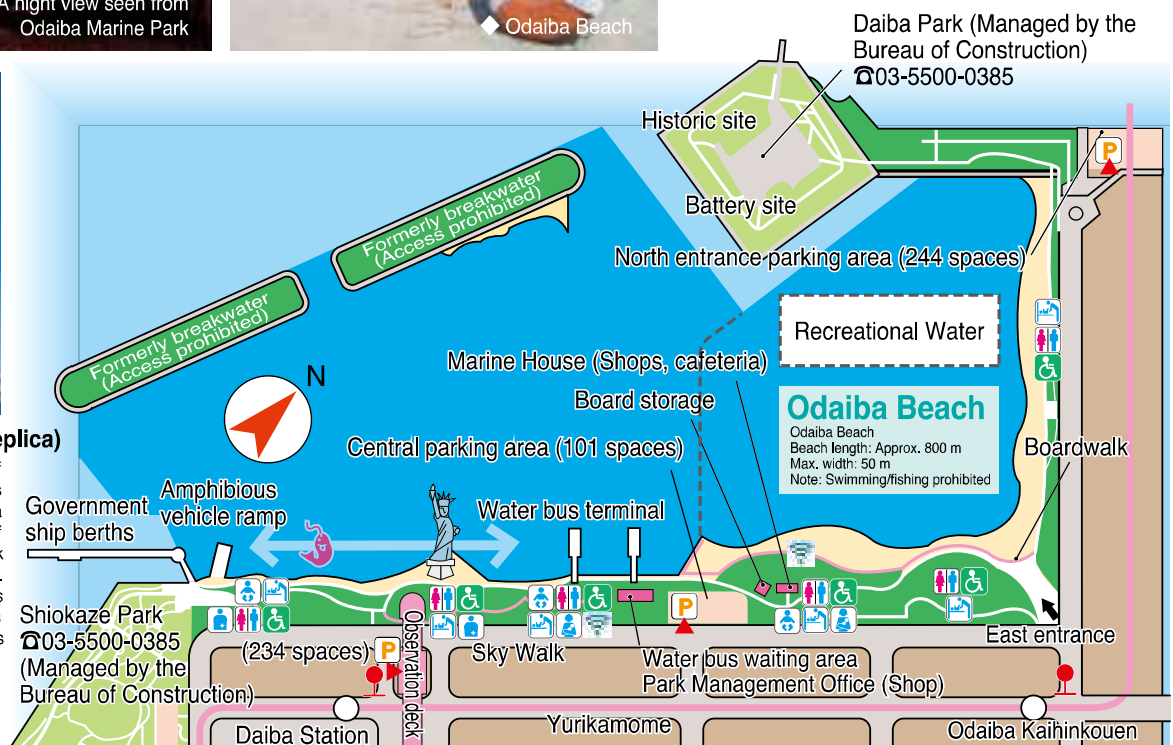 A night view seen from
Odaiba Marine Park
◆ Odaiba Beach
Daiba Park (Managed by the
Bureau of Construction)
☎03-5500-0385
Historic site
Battery site
P
Formerly breakwater
(Access prohibited)
North entrance parking area (244 spaces)
Formerly breakwater
(Access prohibited)
Recreational Water
N
Marine House (Shops, cafeteria)
Board storage
Odaiba Beach
Odaiba Beach
Beach length: Approx. 800 m
Max. width: 50 m
Note: Swimming/fishing prohibited
Central parking area (101 spaces)
Boardwalk
Amphibious
vehicle ramp
Government
ship berths
Water bus terminal
P
Shiokaze Park
☎03-5500-0385
(Managed by the
Bureau of Construction)
(234 spaces)
P
Observation deck
Sky Walk
Water bus waiting area
Park Management Office (Shop)
East entrance
Daiba Station
Yurikamome
Odaiba Kaihinkouen